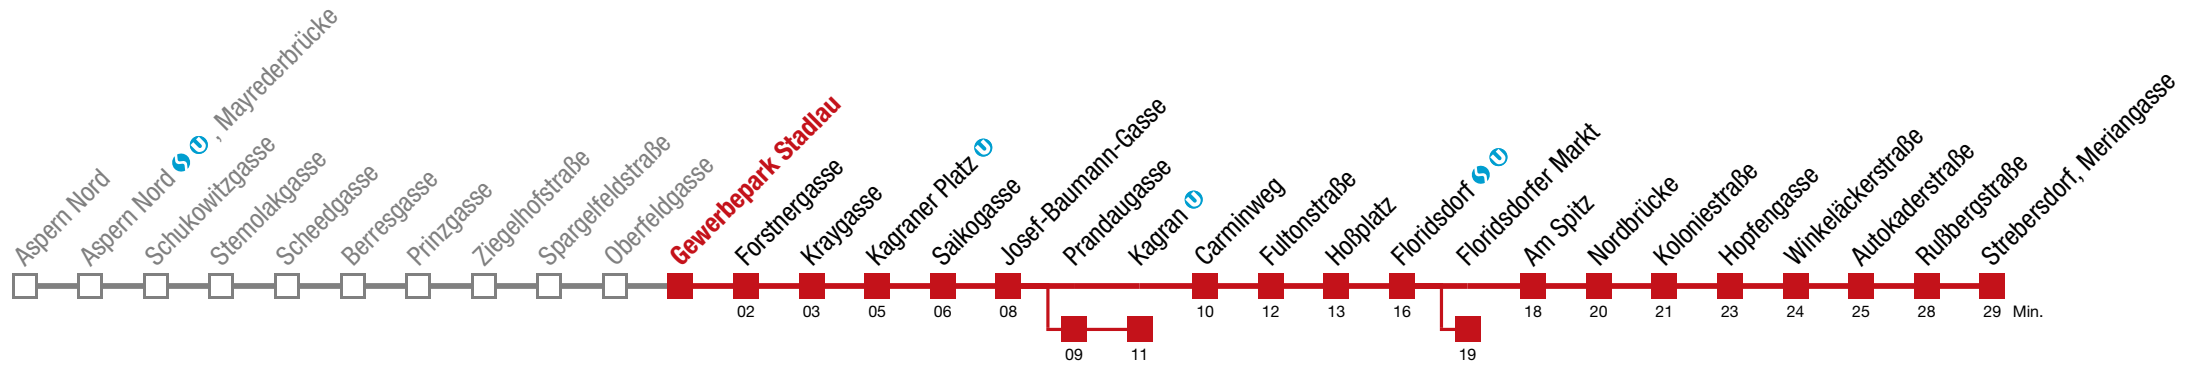 Aspern Nord
Aspern Nord S U , Mayrederbrücke
Schukowitzgasse
Stemolakgasse
Scheedgasse
Berresgasse
Prinzgasse
Ziegelhofstraße
Spargelfeldstraße
Oberfeldgasse
Gewerbepark Stadlau
Forstnergasse
Kraygasse
Kagraner Platz U
Saikogasse
Josef-Baumann-Gasse
Prandaugasse
Kagran U
Carminweg
Fultonstraße
Hoßplatz
Floridsdorf S U
Floridsdorfer Markt
Am Spitz
Nordbrücke
Koloniestraße
Hopfengasse
Winkeläckerstraße
Autokaderstraße
Rußbergstraße
Strebersdorf, Meriangasse
02 03 05 06 08 10 12 13 16 18 20 21 23 24 25 28 29 Min.
09 11 19